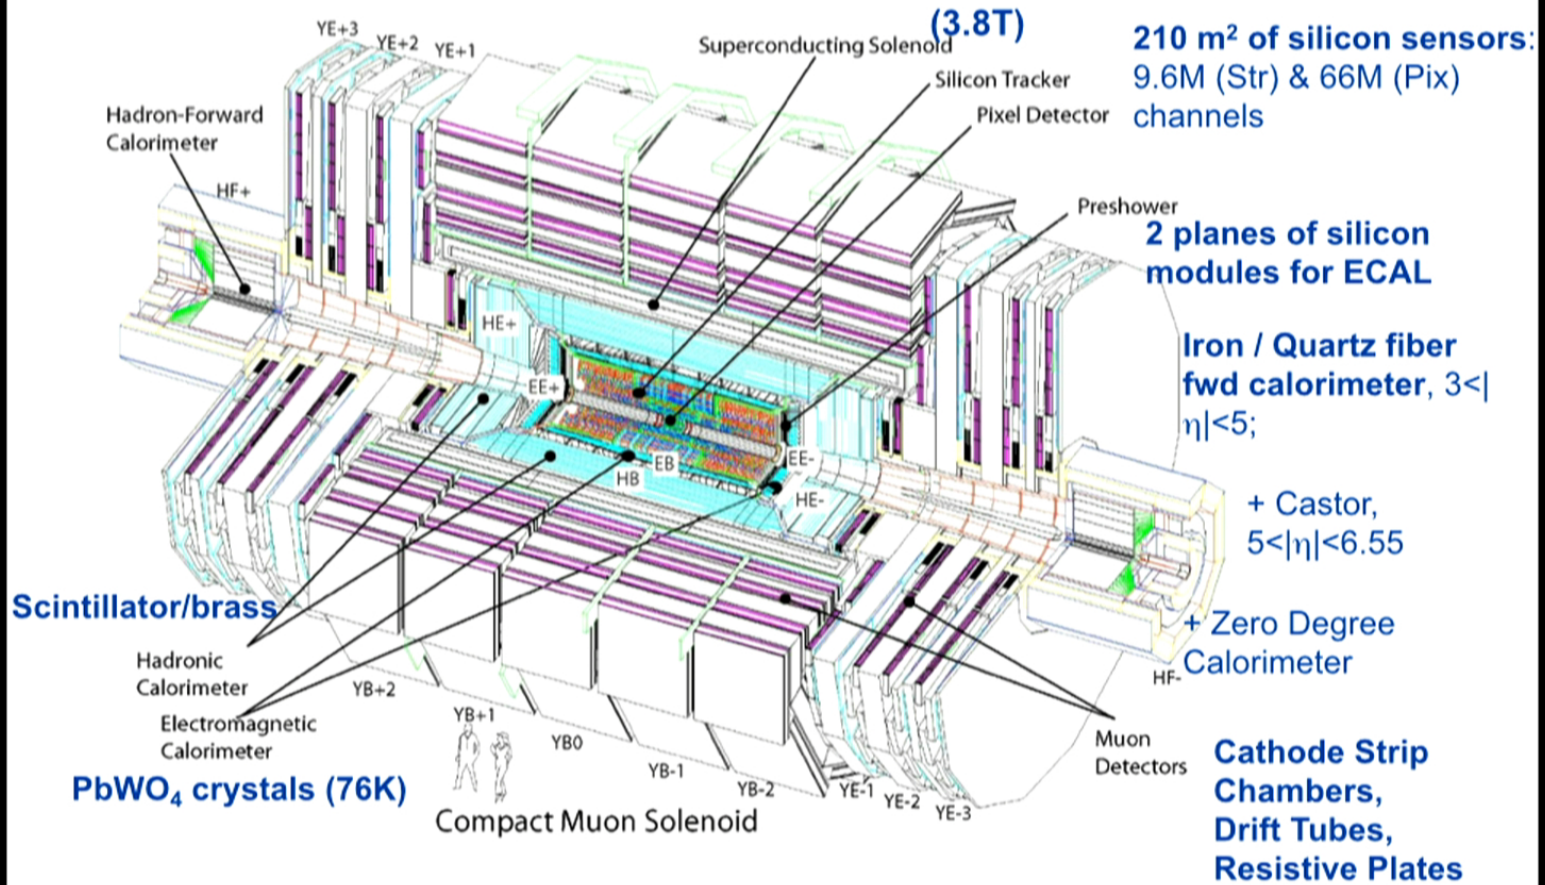 (3.8T)
YE+3
YE+2
YE+1
Superconducting Solenoid
Silicon Tracker
Pixel Detector
210 m² of silicon sensors:
9.6M (Str) & 66M (Pix)
channels
Hadron-Forward
Calorimeter
HF+
Preshower
2 planes of silicon
modules for ECAL
HE+
EE+
Iron / Quartz fiber
fwd calorimeter, 3<|
η|<5;
EB
EE-
HB
HE-
+ Castor,
5<|η|<6.55
Scintillator/brass
+ Zero Degree
Calorimeter
HF-
Hadronic
Calorimeter
Electromagnetic
Calorimeter
PbWO₄ crystals (76K)
YB+2
YB+1
YB0
YB-1
YB-2
YE-1
YE-2
YE-3
Compact Muon Solenoid
Muon
Detectors
Cathode Strip
Chambers,
Drift Tubes,
Resistive Plates